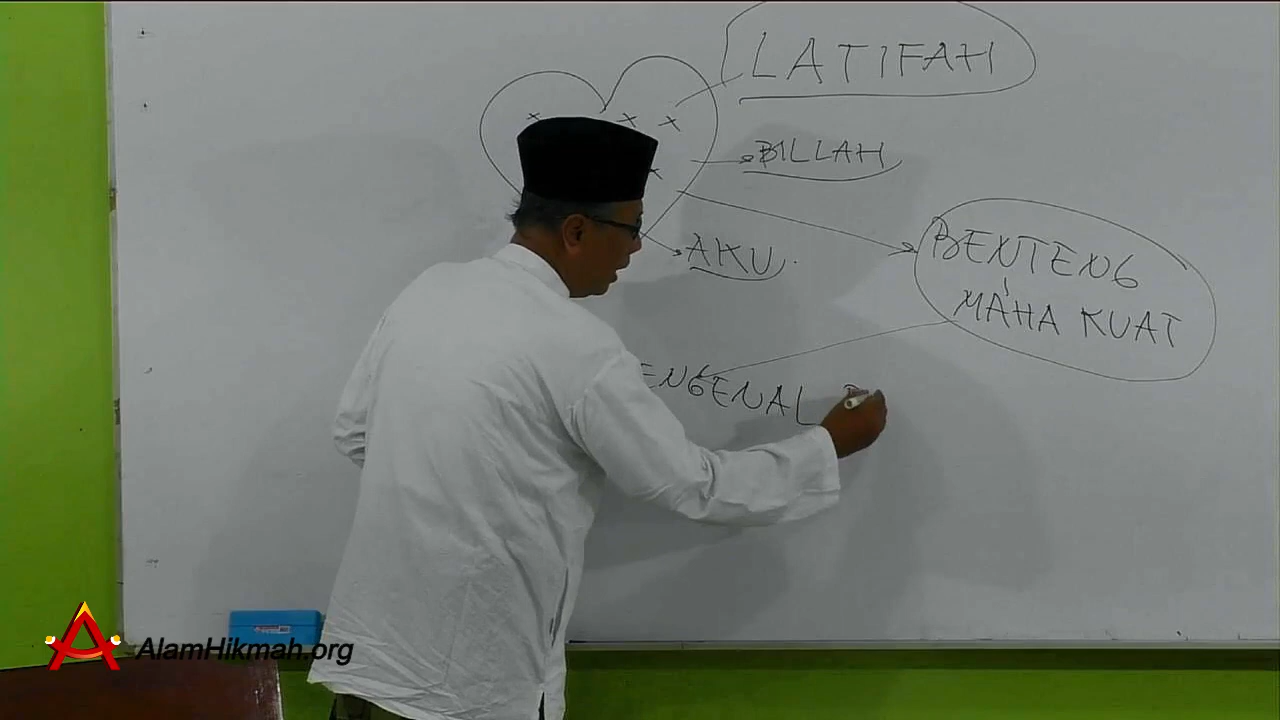 LATIFAH
BILLAH
AKU.
BENTENG
MAHA KUAT
ENGENAL
AlamHikmah.org